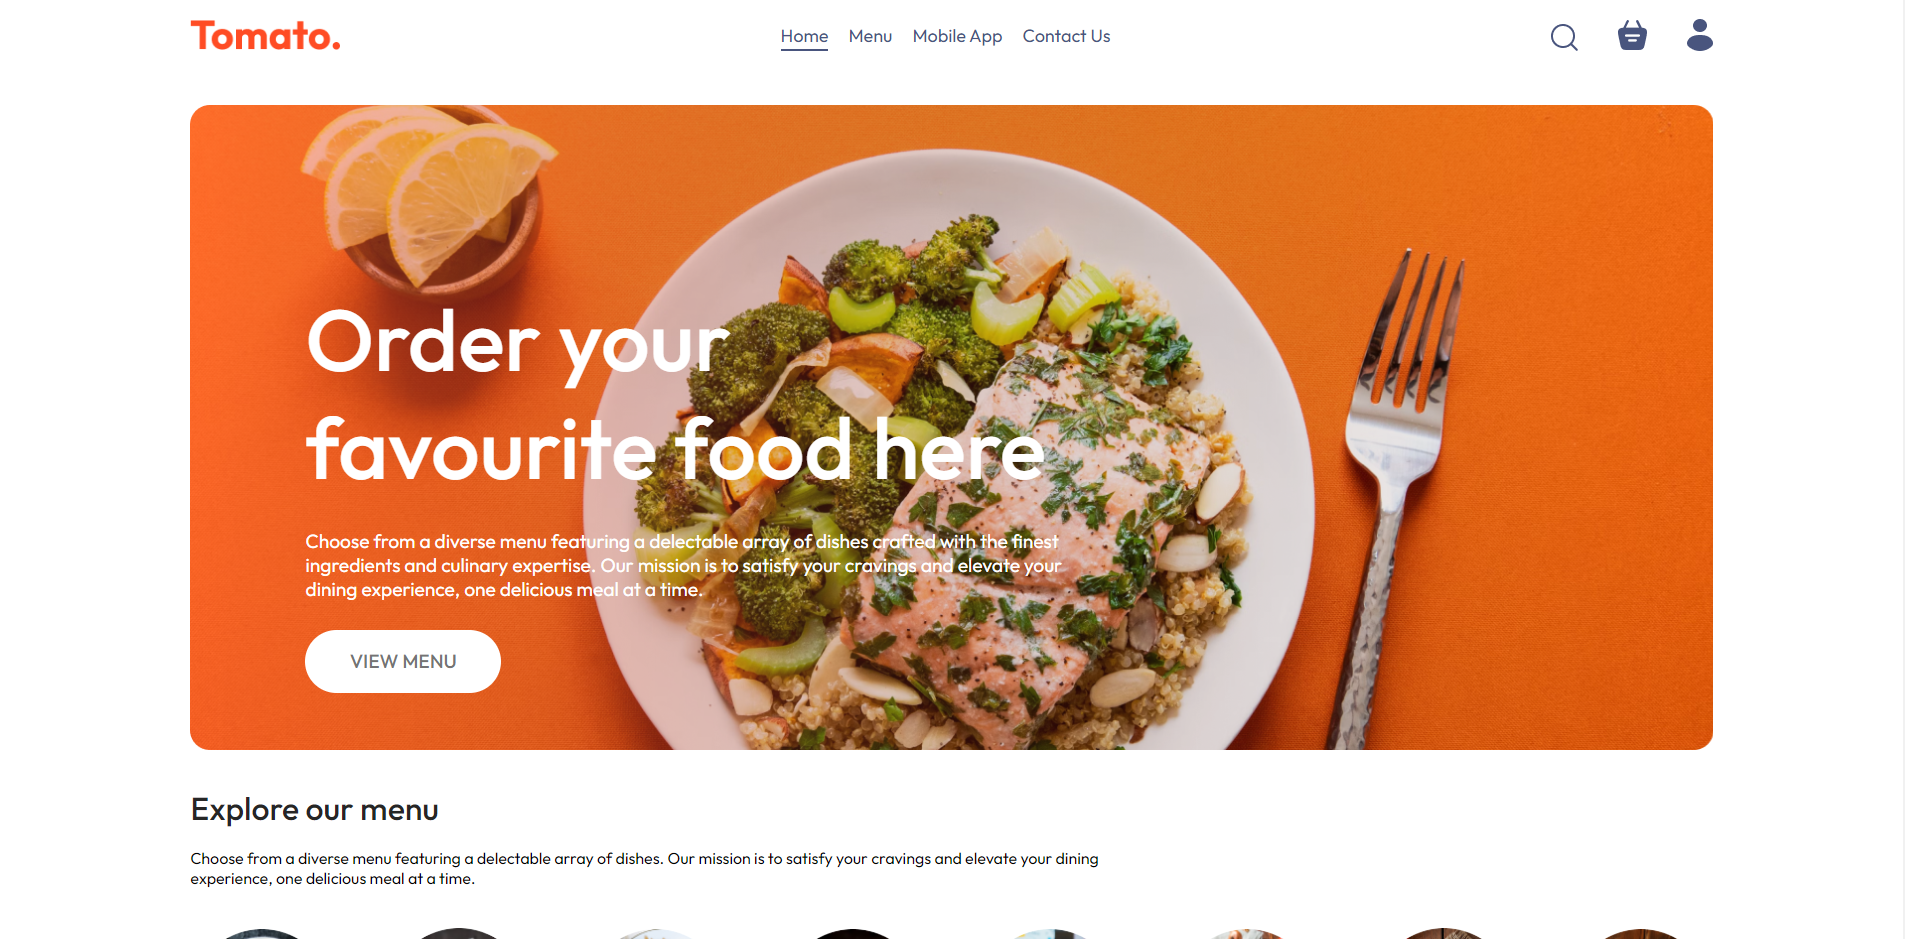 Tomato.
Home Menu Mobile App Contact Us
Order your
favourite food here
Choose from a diverse menu featuring a delectable array of dishes crafted with the finest
ingredients and culinary expertise. Our mission is to satisfy your cravings and elevate your
dining experience, one delicious meal at a time.
VIEW MENU
Explore our menu
Choose from a diverse menu featuring a delectable array of dishes. Our mission is to satisfy your cravings and elevate your dining
experience, one delicious meal at a time.